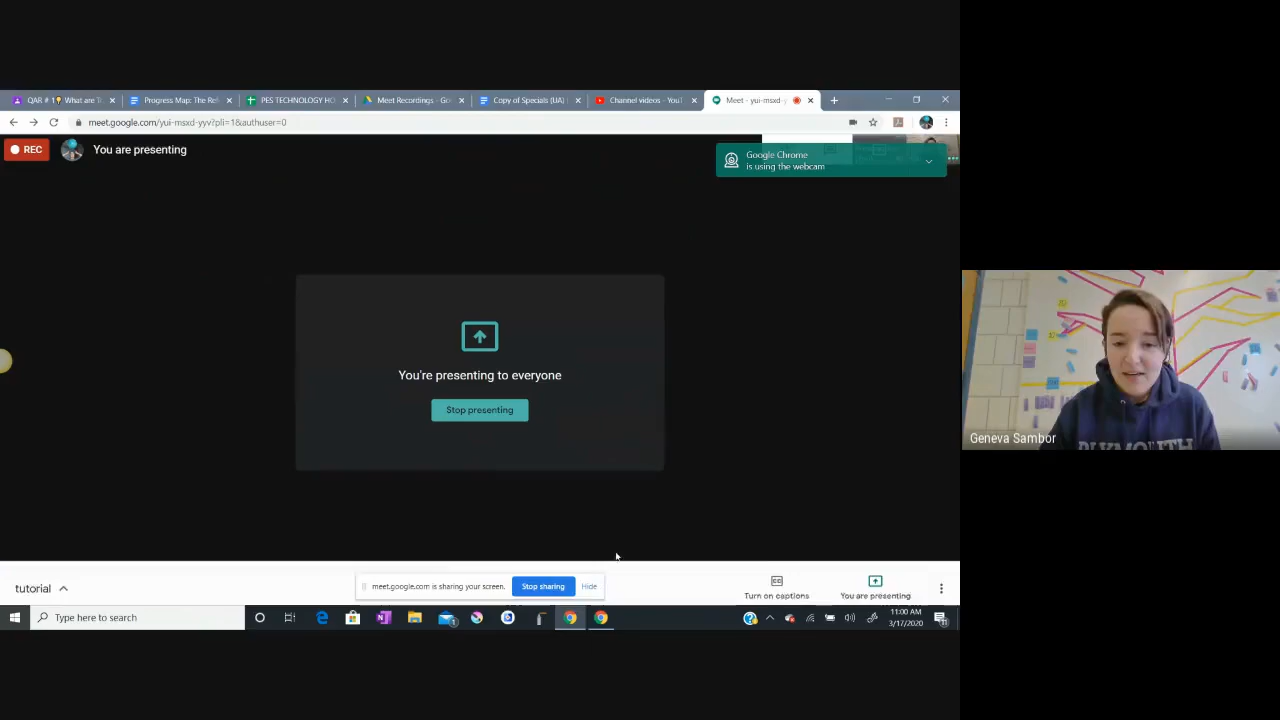 QAR # 1 What are T
Progress Map: The Rel
PES TECHNOLOGY HO
Meet Recordings - Go
Copy of Specials (UA)
Channel videos - YouT
Meet - yui-msxd-y
meet.google.com/yui-msxd-yyv?pli=1&authuser=0
REC
You are presenting
Google Chrome
is using the webcam
You're presenting to everyone
Stop presenting
Geneva Sambor
PLYMOUTH
tutorial
meet.google.com is sharing your screen.
Stop sharing
Hide
Turn on captions
You are presenting
Type here to search
11:00 AM
3/17/2020